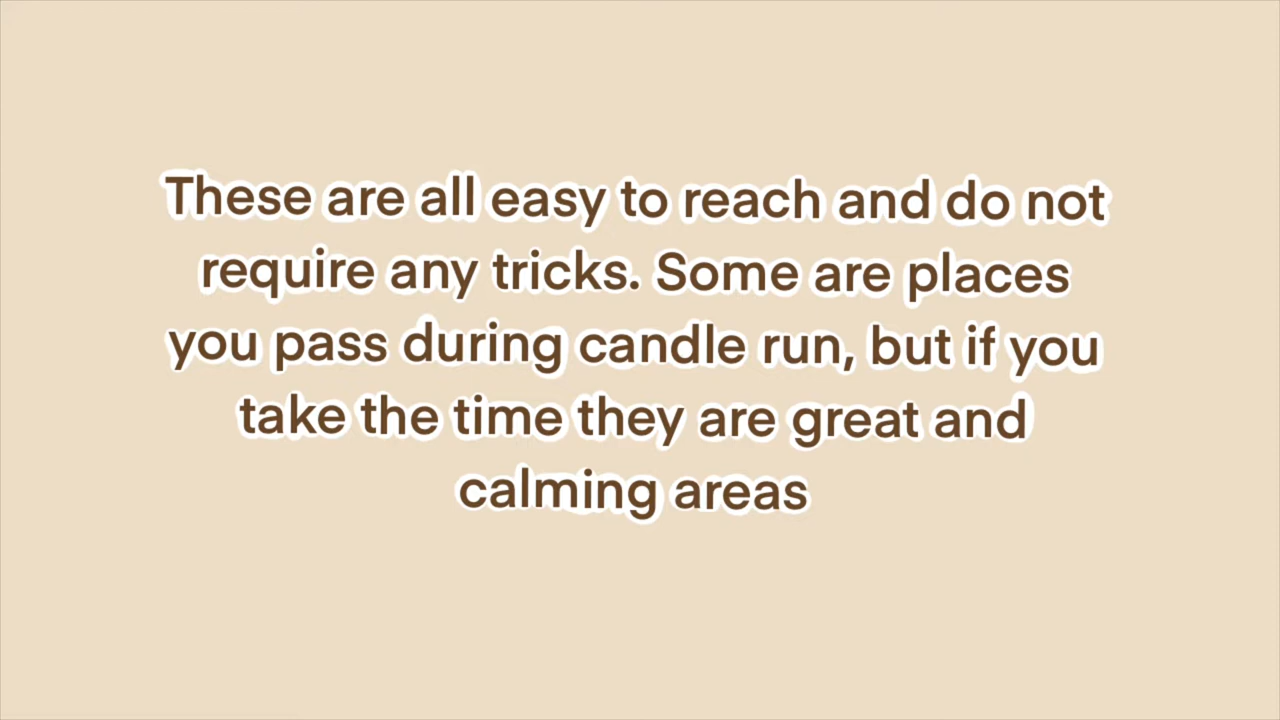 These are all easy to reach and do not
require any tricks. Some are places
you pass during candle run, but if you
take the time they are great and
calming areas